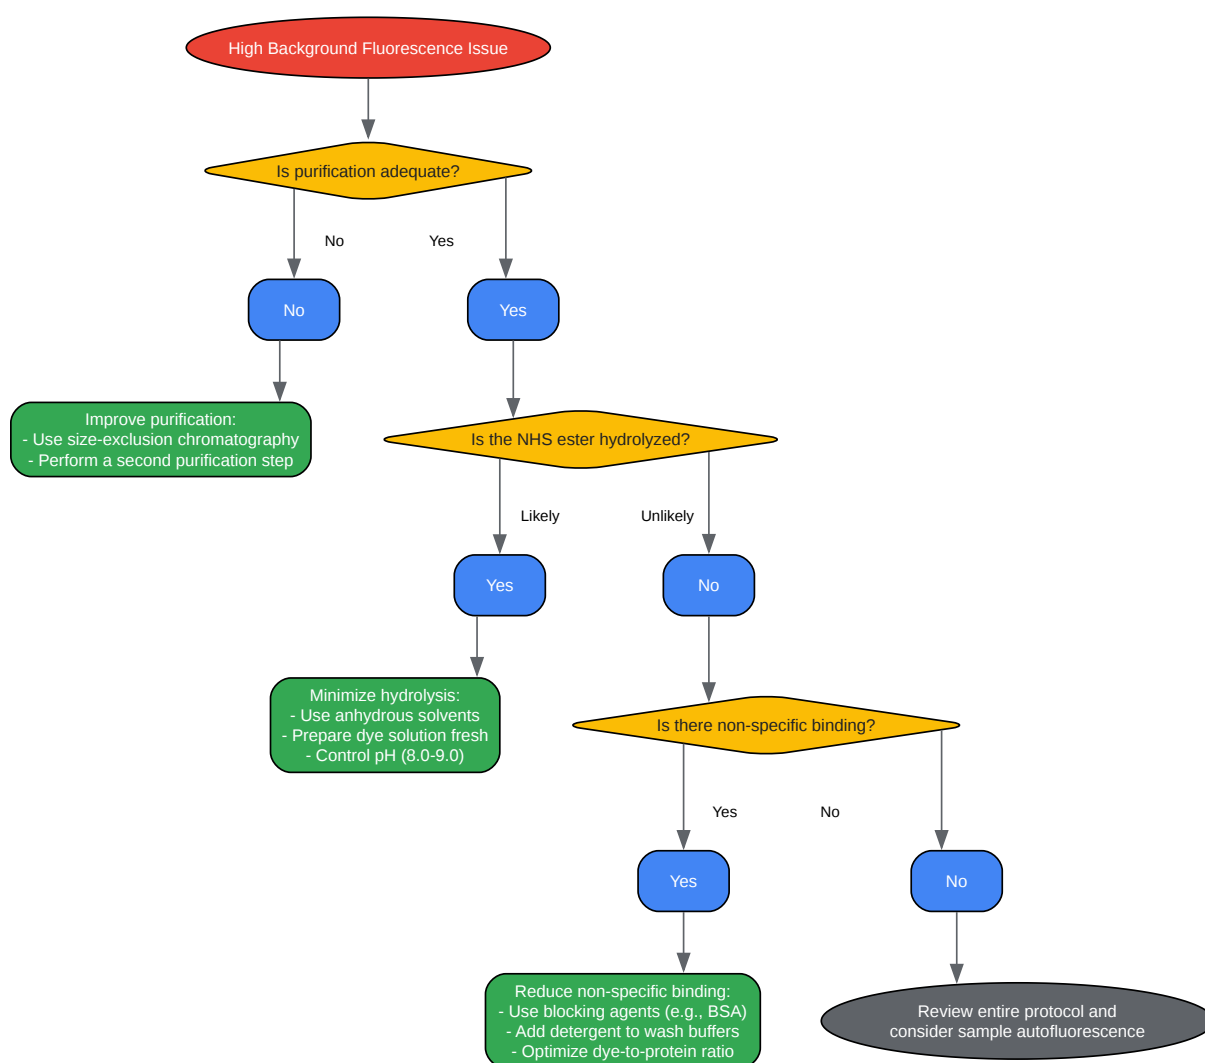 High Background Fluorescence Issue
Is purification adequate?
No
Yes
No
Yes
Improve purification:
- Use size-exclusion chromatography
- Perform a second purification step
Is the NHS ester hydrolyzed?
Likely
Unlikely
Yes
No
Minimize hydrolysis:
- Use anhydrous solvents
- Prepare dye solution fresh
- Control pH (8.0-9.0)
Is there non-specific binding?
Yes
No
Yes
No
Reduce non-specific binding:
- Use blocking agents (e.g., BSA)
- Add detergent to wash buffers
- Optimize dye-to-protein ratio
Review entire protocol and
consider sample autofluorescence